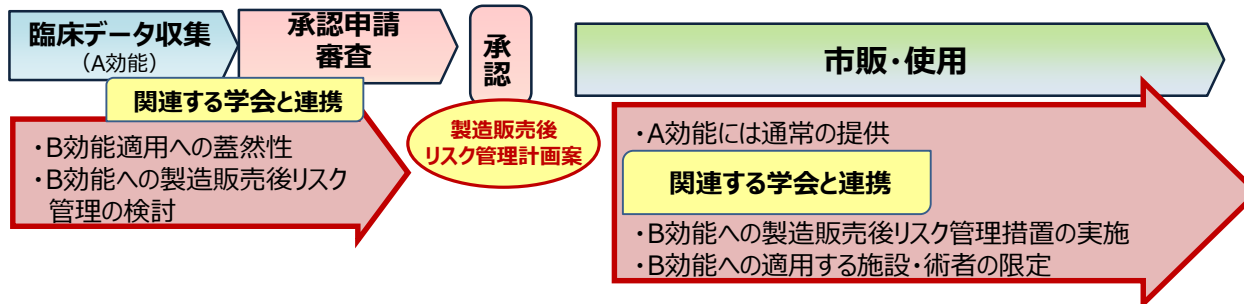 臨床データ収集
(A効能)
承認申請
審査
承
認
市販・使用
関連する学会と連携
・B効能適用への蓋然性
・B効能への製造販売後リスク
管理の検討
製造販売後
リスク管理計画案
・A効能には通常の提供
関連する学会と連携
・B効能への製造販売後リスク管理措置の実施
・B効能への適用する施設・術者の限定